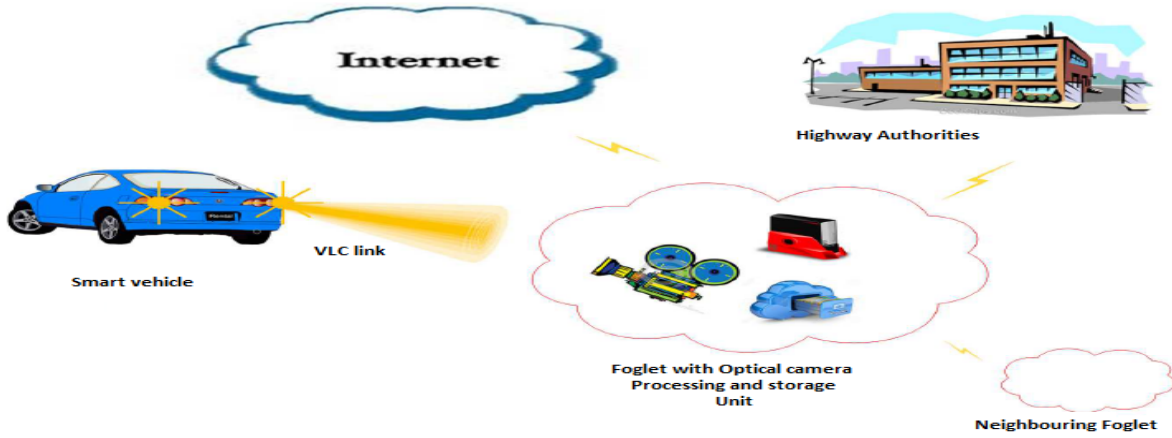 Internet
Highway Authorities
VLC link
Smart vehicle
Foglet with Optical camera
Processing and storage
Unit
Neighbouring Foglet